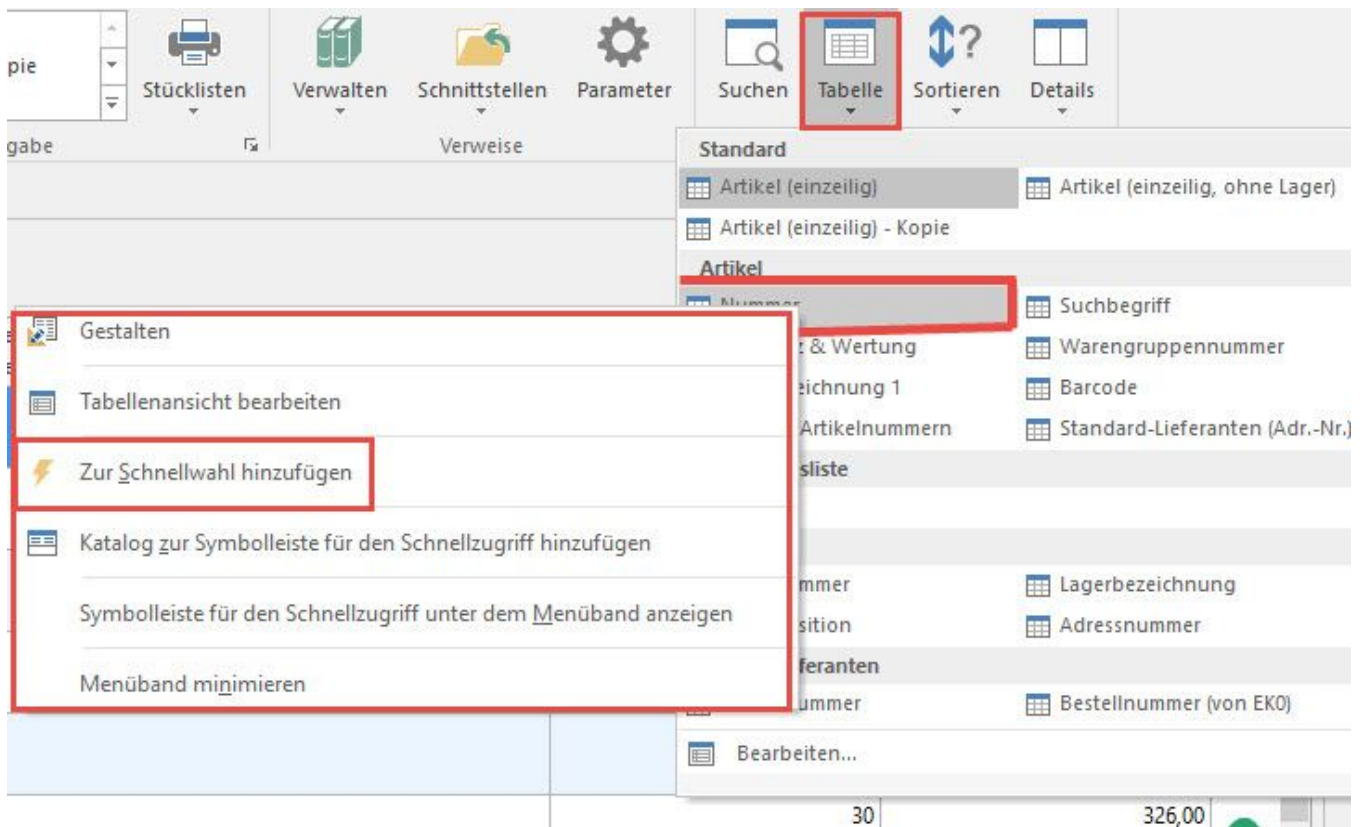 pie
Stücklisten
Verwalten
Schnittstellen
Parameter
Suchen
Tabelle
Sortieren
Details
gabe
Verweise
Standard
Artikel (einzeilig)
Artikel (einzeilig, ohne Lager)
Artikel (einzeilig) - Kopie
Artikel
Nummer
Suchbegriff
& Wertung
Warengruppennummer
eichnung 1
Barcode
Artikelnummern
Standard-Lieferanten (Adr.-Nr.)
sliste
mmer
Lagerbezeichnung
sition
Adressnummer
feranten
ummer
Bestellnummer (von EK0)
Bearbeiten...
Gestalten
Tabellenansicht bearbeiten
Zur Schnellwahl hinzufügen
Katalog zur Symbolleiste für den Schnellzugriff hinzufügen
Symbolleiste für den Schnellzugriff unter dem Menüband anzeigen
Menüband minimieren
30
326,00